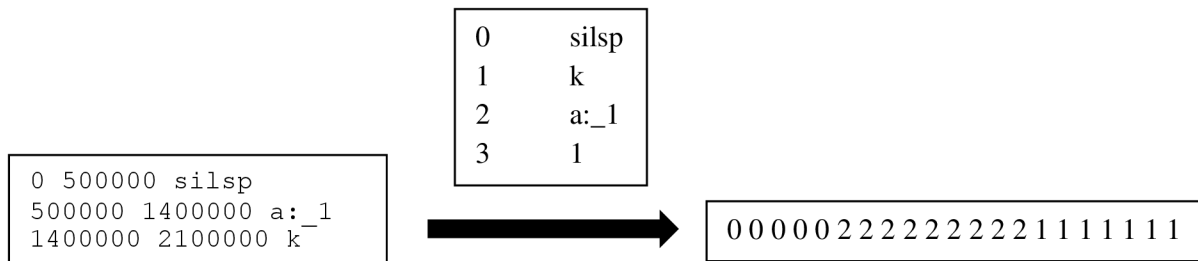 0 silsp
1 k
2 a:_1
3 1
0 500000 silsp
500000 1400000 a:_1
1400000 2100000 k
0 0 0 0 0 2 2 2 2 2 2 2 2 2 1 1 1 1 1 1 1